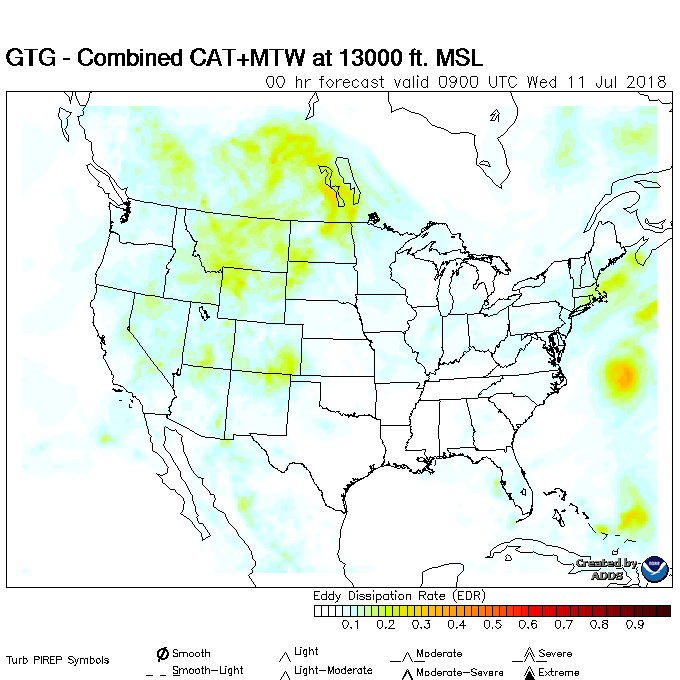 GTG - Combined CAT+MTW at 13000 ft. MSL
00 hr forecast valid 0900 UTC Wed 11 Jul 2018
Created by
ADDS
Eddy Dissipation Rate (EDR)
0.1 0.2 0.3 0.4 0.5 0.6 0.7 0.8 0.9
Turb PIREP Symbols
Smooth Light Moderate Severe
Smooth-Light Light-Moderate Moderate-Severe Extreme